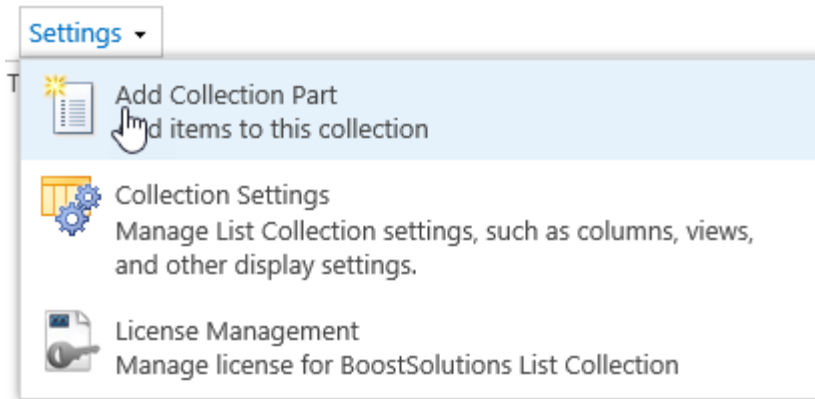 Settings
T
Add Collection Part
d items to this collection
Collection Settings
Manage List Collection settings, such as columns, views,
and other display settings.
License Management
Manage license for BoostSolutions List Collection